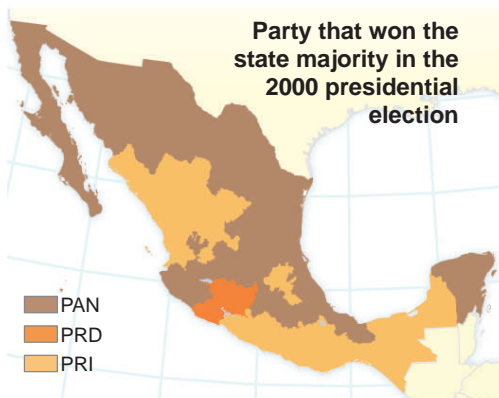 Party that won the
state majority in the
2000 presidential
election
PAN
PRD
PRI